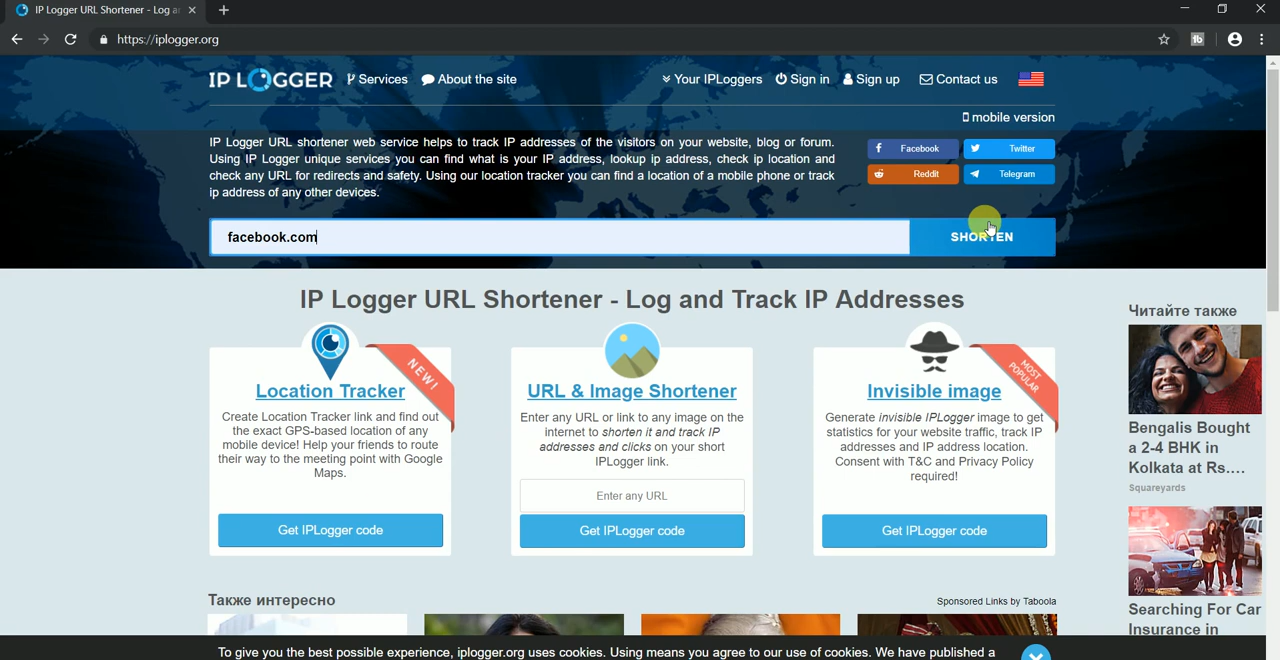 IP Logger URL Shortener - Log a
https://iplogger.org
IP LOGGER
Services
About the site
Your IPLoggers
Sign in
Sign up
Contact us
mobile version
IP Logger URL shortener web service helps to track IP addresses of the visitors on your website, blog or forum.
Using IP Logger unique services you can find what is your IP address, lookup ip address, check ip location and
check any URL for redirects and safety. Using our location tracker you can find a location of a mobile phone or track
ip address of any other devices.
Facebook
Twitter
Reddit
Telegram
facebook.com
SHORTEN
IP Logger URL Shortener - Log and Track IP Addresses
NEW!
Location Tracker
Create Location Tracker link and find out
the exact GPS-based location of any
mobile device! Help your friends to route
their way to the meeting point with Google
Maps.
Get IPLogger code
URL & Image Shortener
Enter any URL or link to any image on the
internet to shorten it and track IP
addresses and clicks on your short
IPLogger link.
Enter any URL
Get IPLogger code
MOST
POPULAR
Invisible image
Generate invisible IPLogger image to get
statistics for your website traffic, track IP
addresses and IP address location.
Consent with T&C and Privacy Policy
required!
Get IPLogger code
Читайте также
Bengalis Bought
a 2-4 BHK in
Kolkata at Rs....
Squareyards
Searching For Car
Insurance in
Также интересно
Sponsored Links by Taboola
To give you the best possible experience, iplogger.org uses cookies. Using means you agree to our use of cookies. We have published a